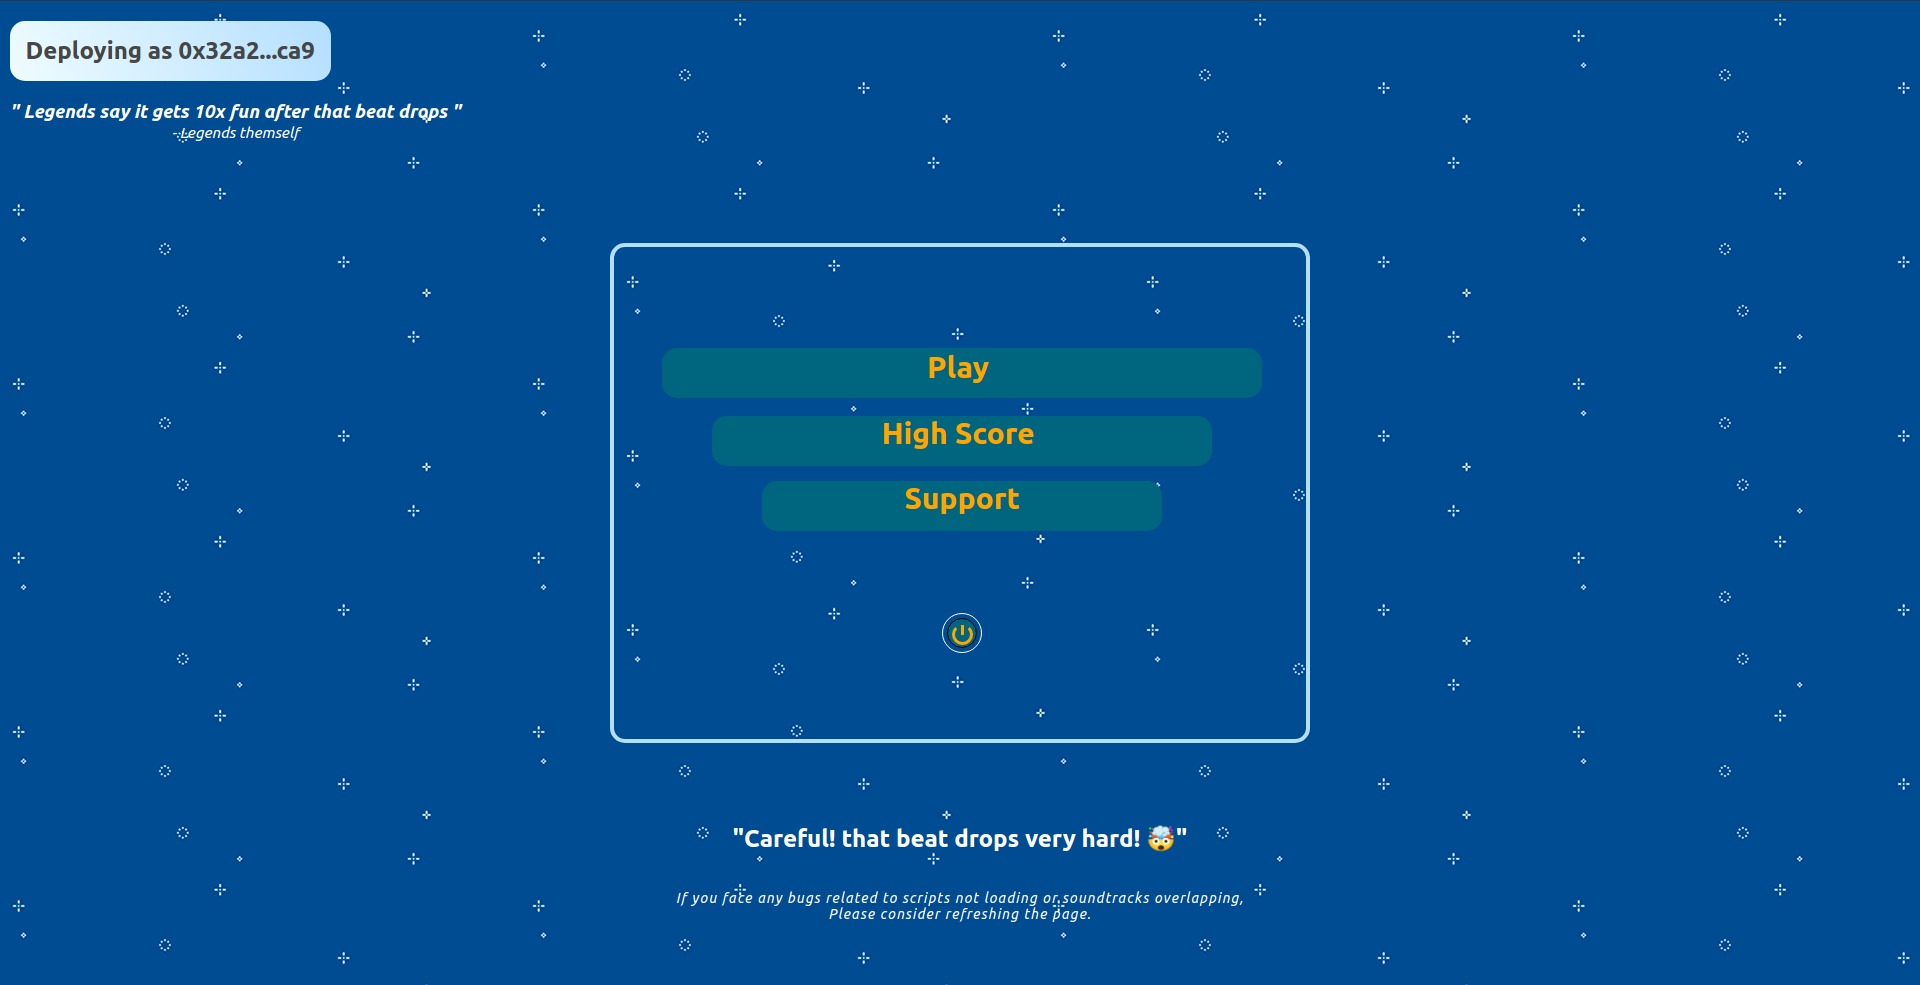 Deploying as 0x32a2...ca9
" Legends say it gets 10x fun after that beat drops "
--Legends themself
Play
High Score
Support
"Careful! that beat drops very hard! 🤯"
If you face any bugs related to scripts not loading or soundtracks overlapping,
Please consider refreshing the page.